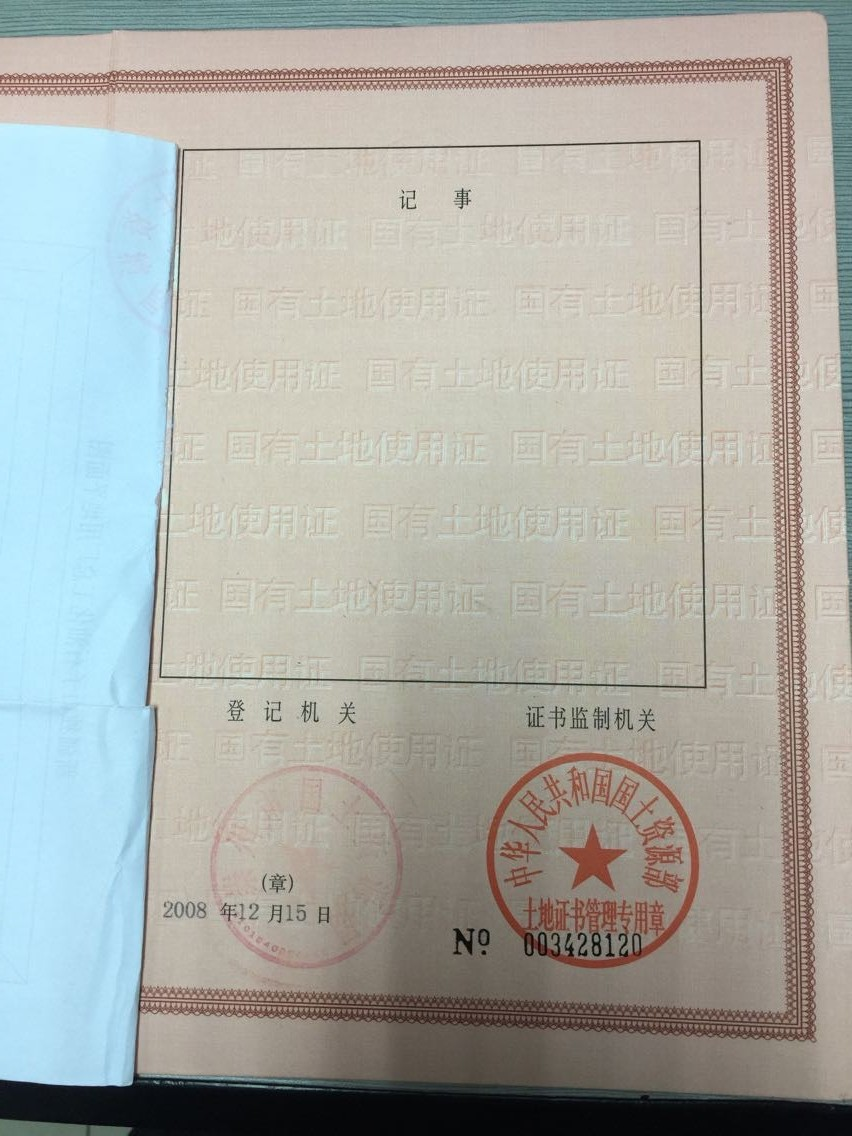 记 事
登 记 机 关
证书监制机关
中华人民共和国国土资源部
土地证书管理专用章
(章)
2008 年12 月15 日
Nº 003428120
国有土地使用证